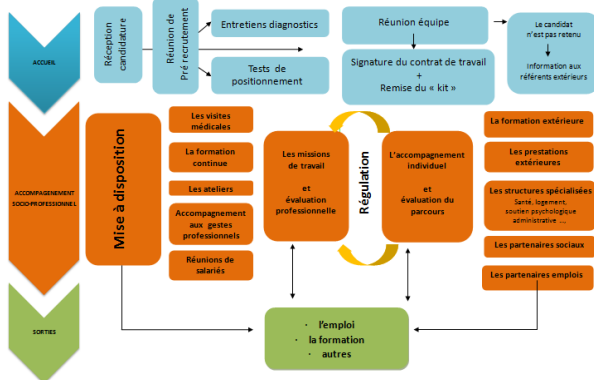 ACCUEIL
Réception
candidature
Réunion de
Pré recrutement
Entretiens diagnostics
Tests de
positionnement
Réunion équipe
Signature du contrat de travail
+
Remise du « kit »
Le candidat
n'est pas retenu
Information aux
référents extérieurs
ACCOMPAGENEMENT
SOCIO-PROFESSIONNEL
Mise à disposition
Les visites
médicales
La formation
continue
Les ateliers
Accompagnement
aux gestes
professionnels
Réunions de
salariés
Les missions
de travail
et
évaluation
professionnelle
Régulation
L'accompagnement
individuel
et
évaluation du
parcours
La formation extérieure
Les prestations
extérieures
Les structures spécialisées
Santé, logement,
soutien psychologique
administrative ...,
Les partenaires sociaux
Les partenaires emplois
SORTIES
· l'emploi
· la formation
· autres